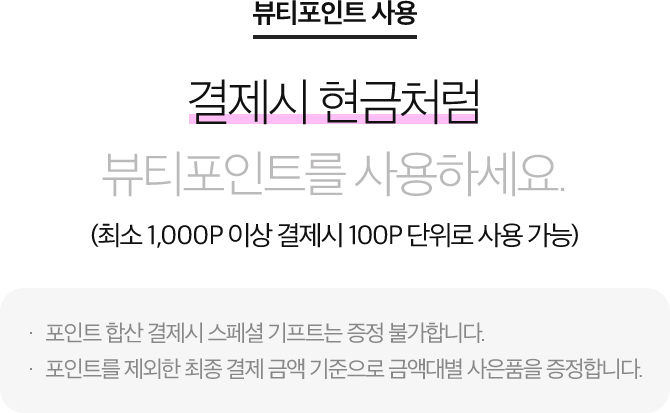 뷰티포인트 사용
결제시 현금처럼
뷰티포인트를 사용하세요.
(최소 1,000P 이상 결제시 100P 단위로 사용 가능)
· 포인트 합산 결제시 스페셜 기프트는 증정 불가합니다.
· 포인트를 제외한 최종 결제 금액 기준으로 금액대별 사은품을 증정합니다.